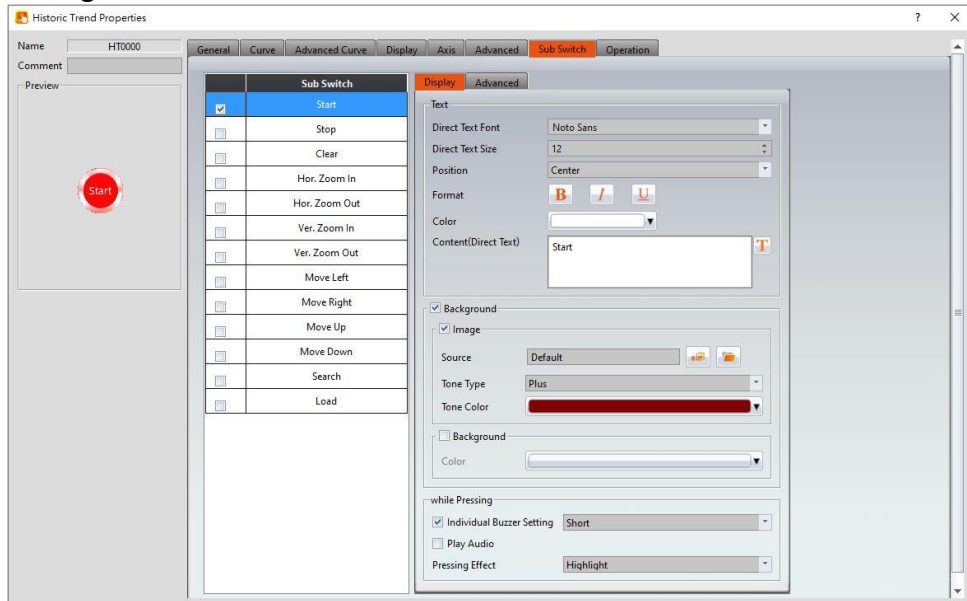 Historic Trend Properties ? ×
Name HT0000
Comment
Preview
Start
General Curve Advanced Curve Display Axis Advanced Sub Switch Operation
Sub Switch
Start
Stop
Clear
Hor. Zoom In
Hor. Zoom Out
Ver. Zoom In
Ver. Zoom Out
Move Left
Move Right
Move Up
Move Down
Search
Load
Display Advanced
Text
Direct Text Font Noto Sans
Direct Text Size 12
Position Center
Format B I U
Color
Content(Direct Text) Start T
Background
Image
Source Default
Tone Type Plus
Tone Color
Background
Color
while Pressing
Individual Buzzer Setting Short
Play Audio
Pressing Effect Highlight